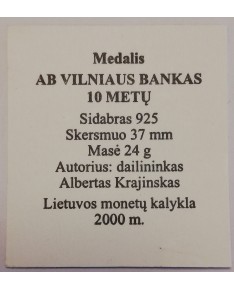 Medalis
AB VILNIAUS BANKAS
10 METŲ
Sidabras 925
Skersmuo 37 mm
Masė 24 g
Autorius: dailininkas
Albertas Krajinskas
Lietuvos monetų kalykla
2000 m.